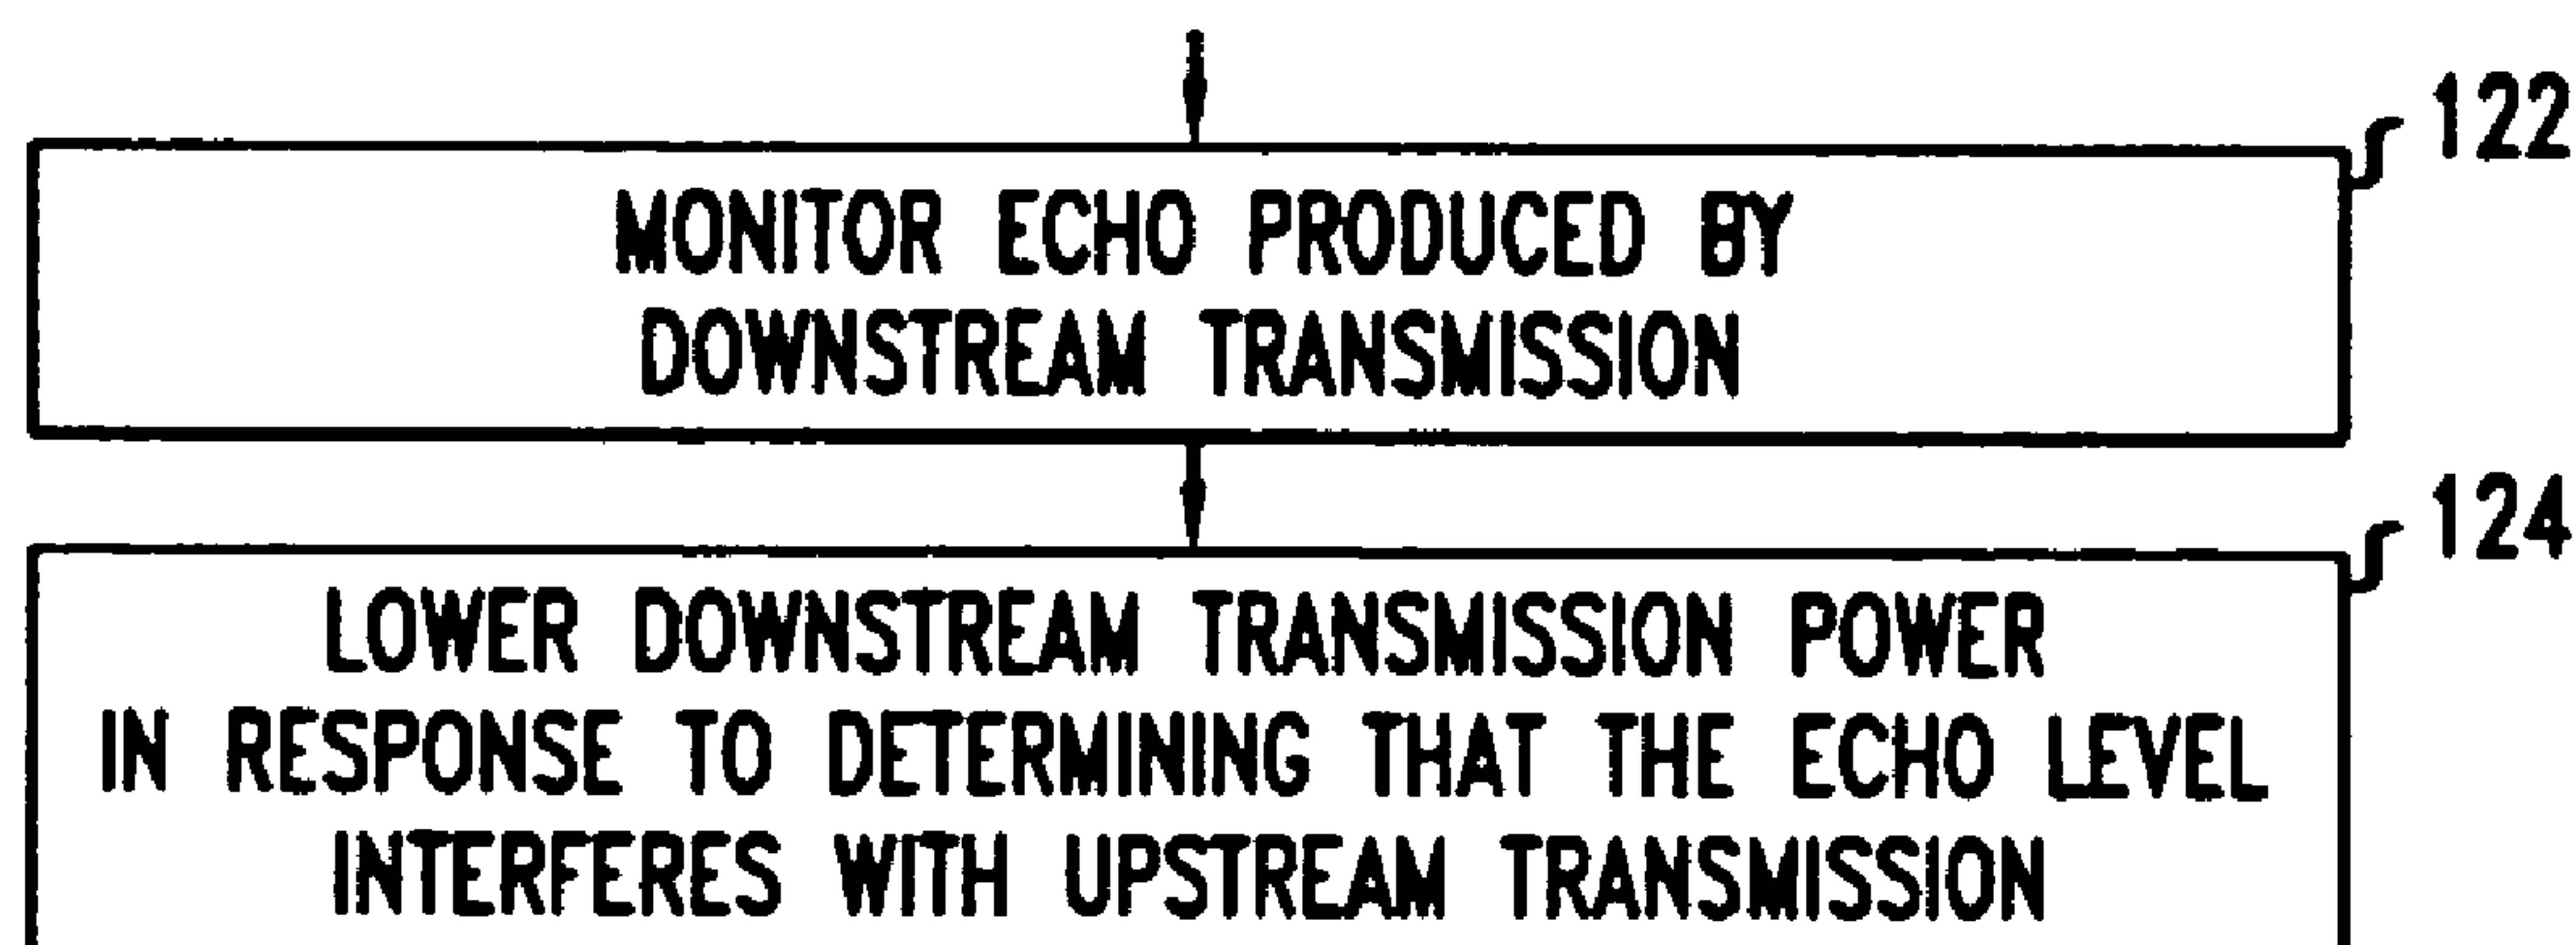 122
MONITOR ECHO PRODUCED BY
DOWNSTREAM TRANSMISSION
124
LOWER DOWNSTREAM TRANSMISSION POWER
IN RESPONSE TO DETERMINING THAT THE ECHO LEVEL
INTERFERES WITH UPSTREAM TRANSMISSION